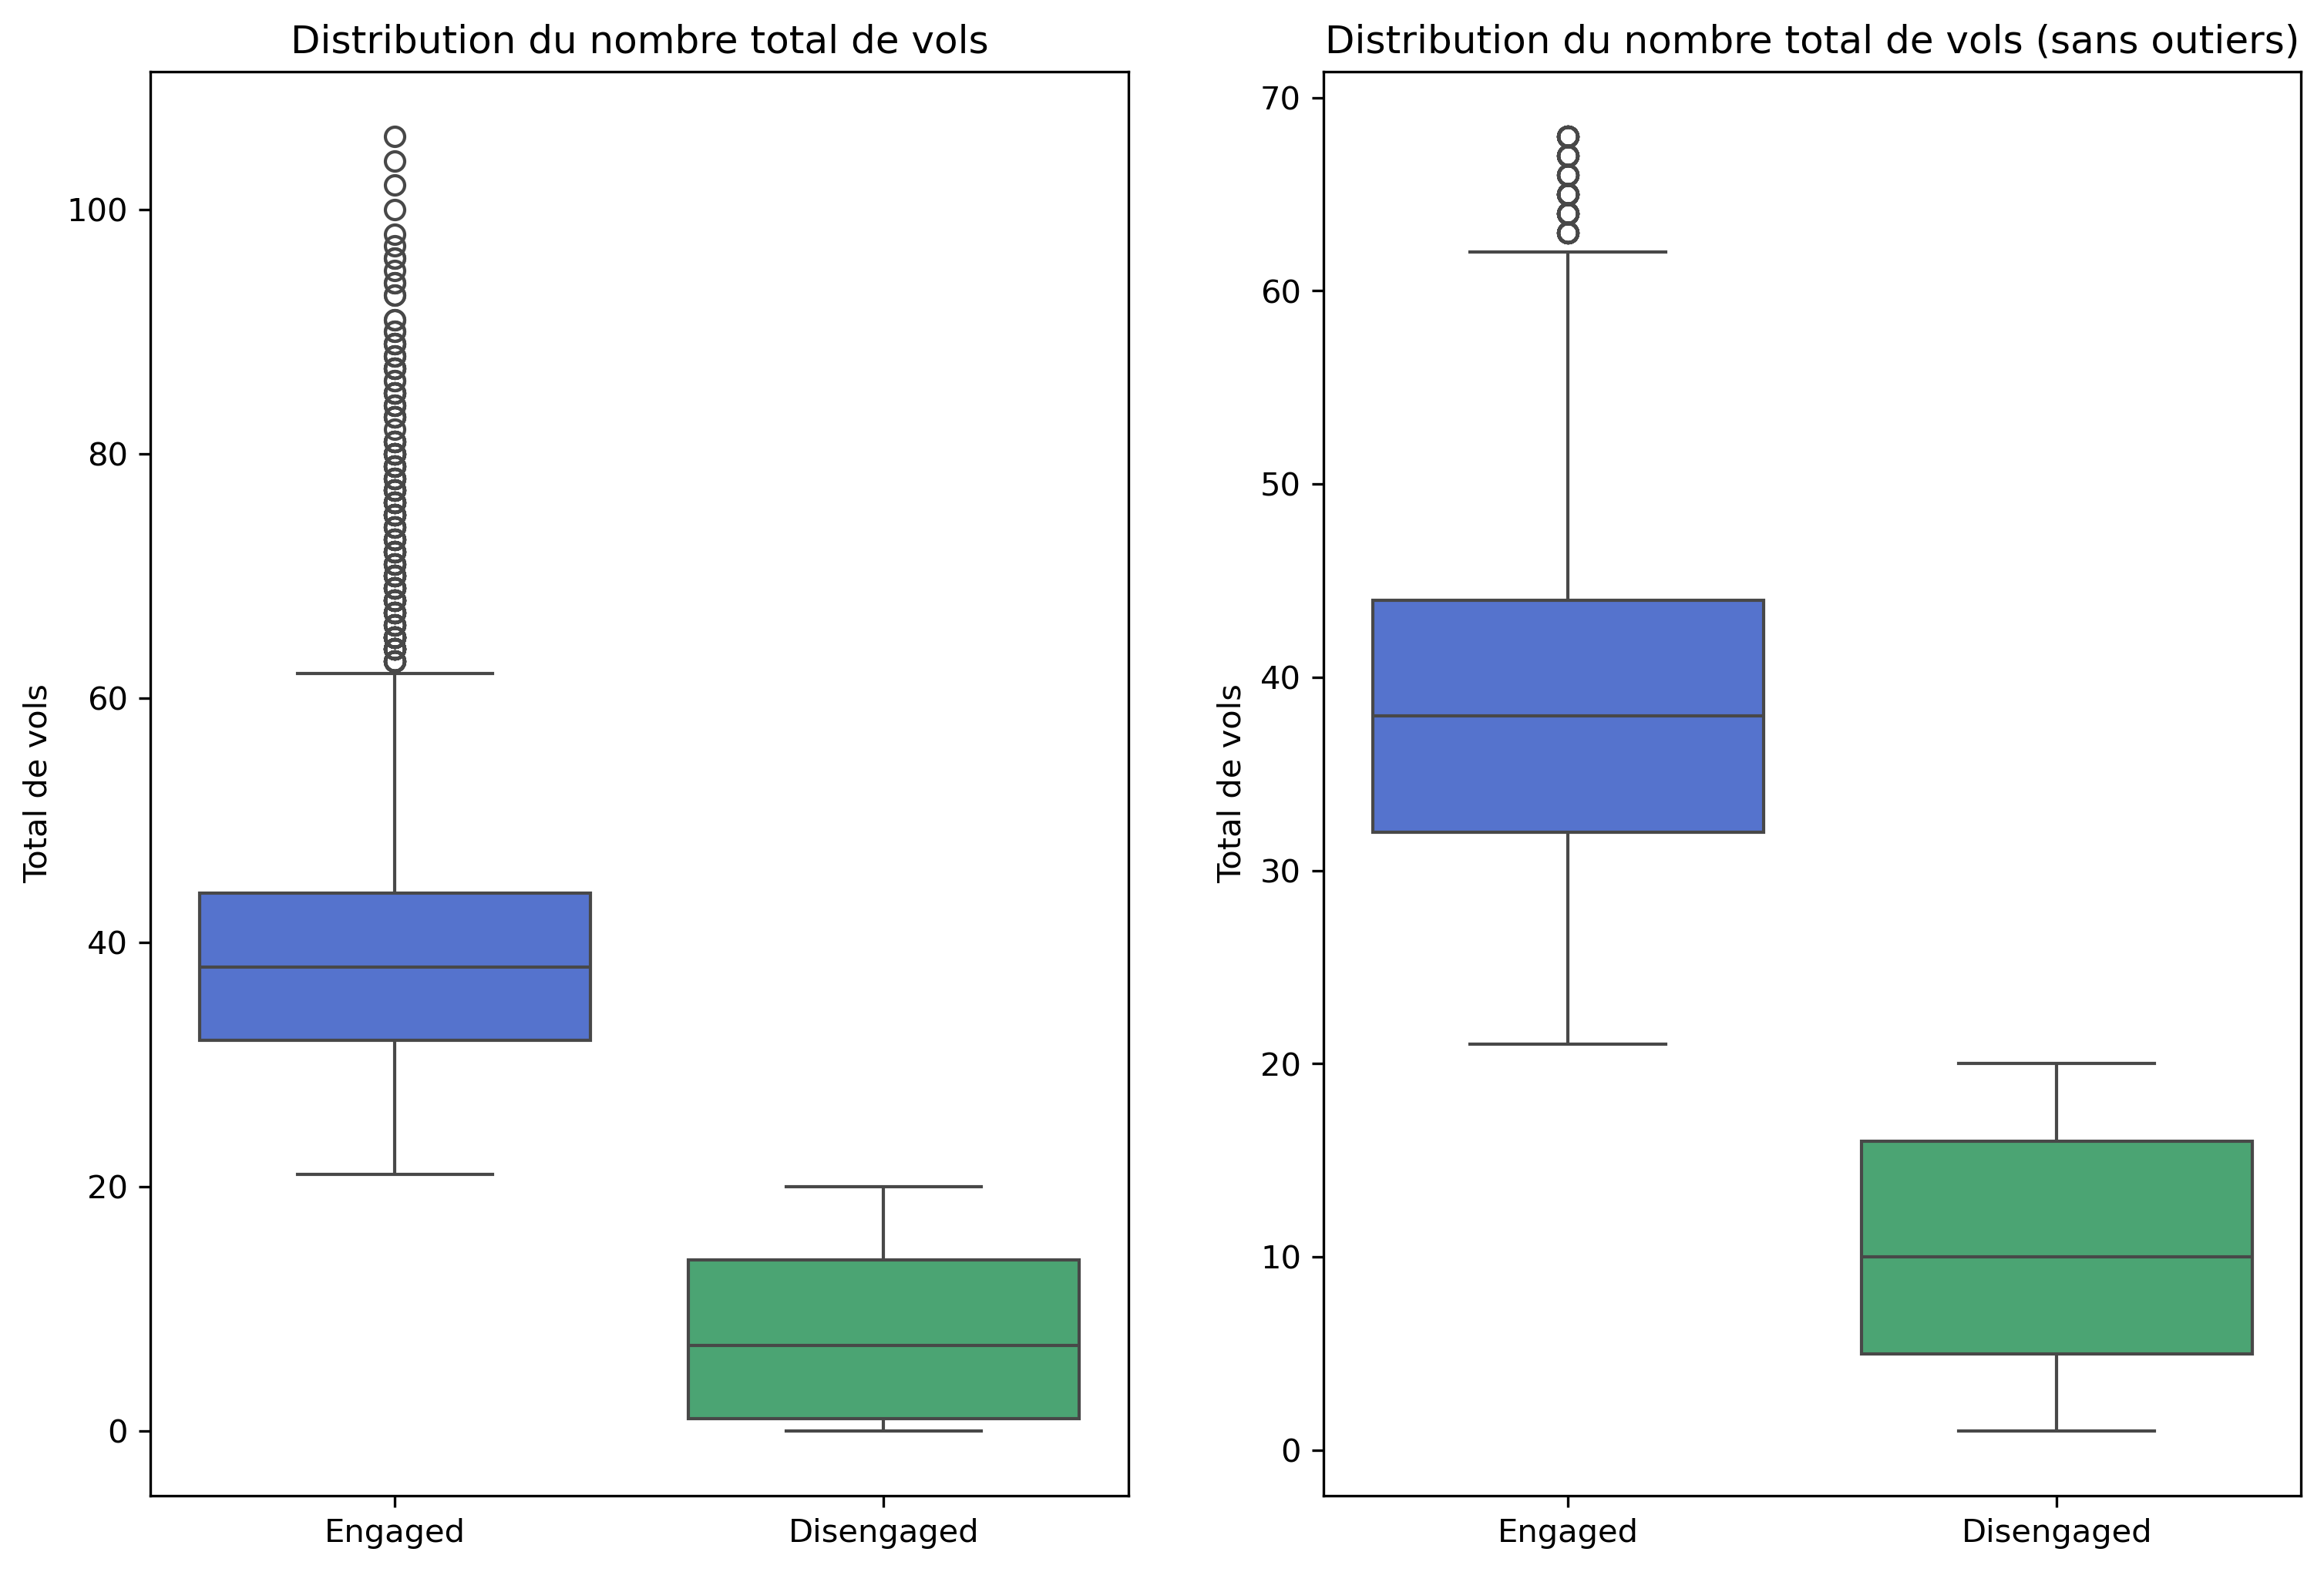 Distribution du nombre total de vols
Total de vols
100
80
60
40
20
0
Engaged
Disengaged
Distribution du nombre total de vols (sans outiers)
Total de vols
70
60
50
40
30
20
10
0
Engaged
Disengaged